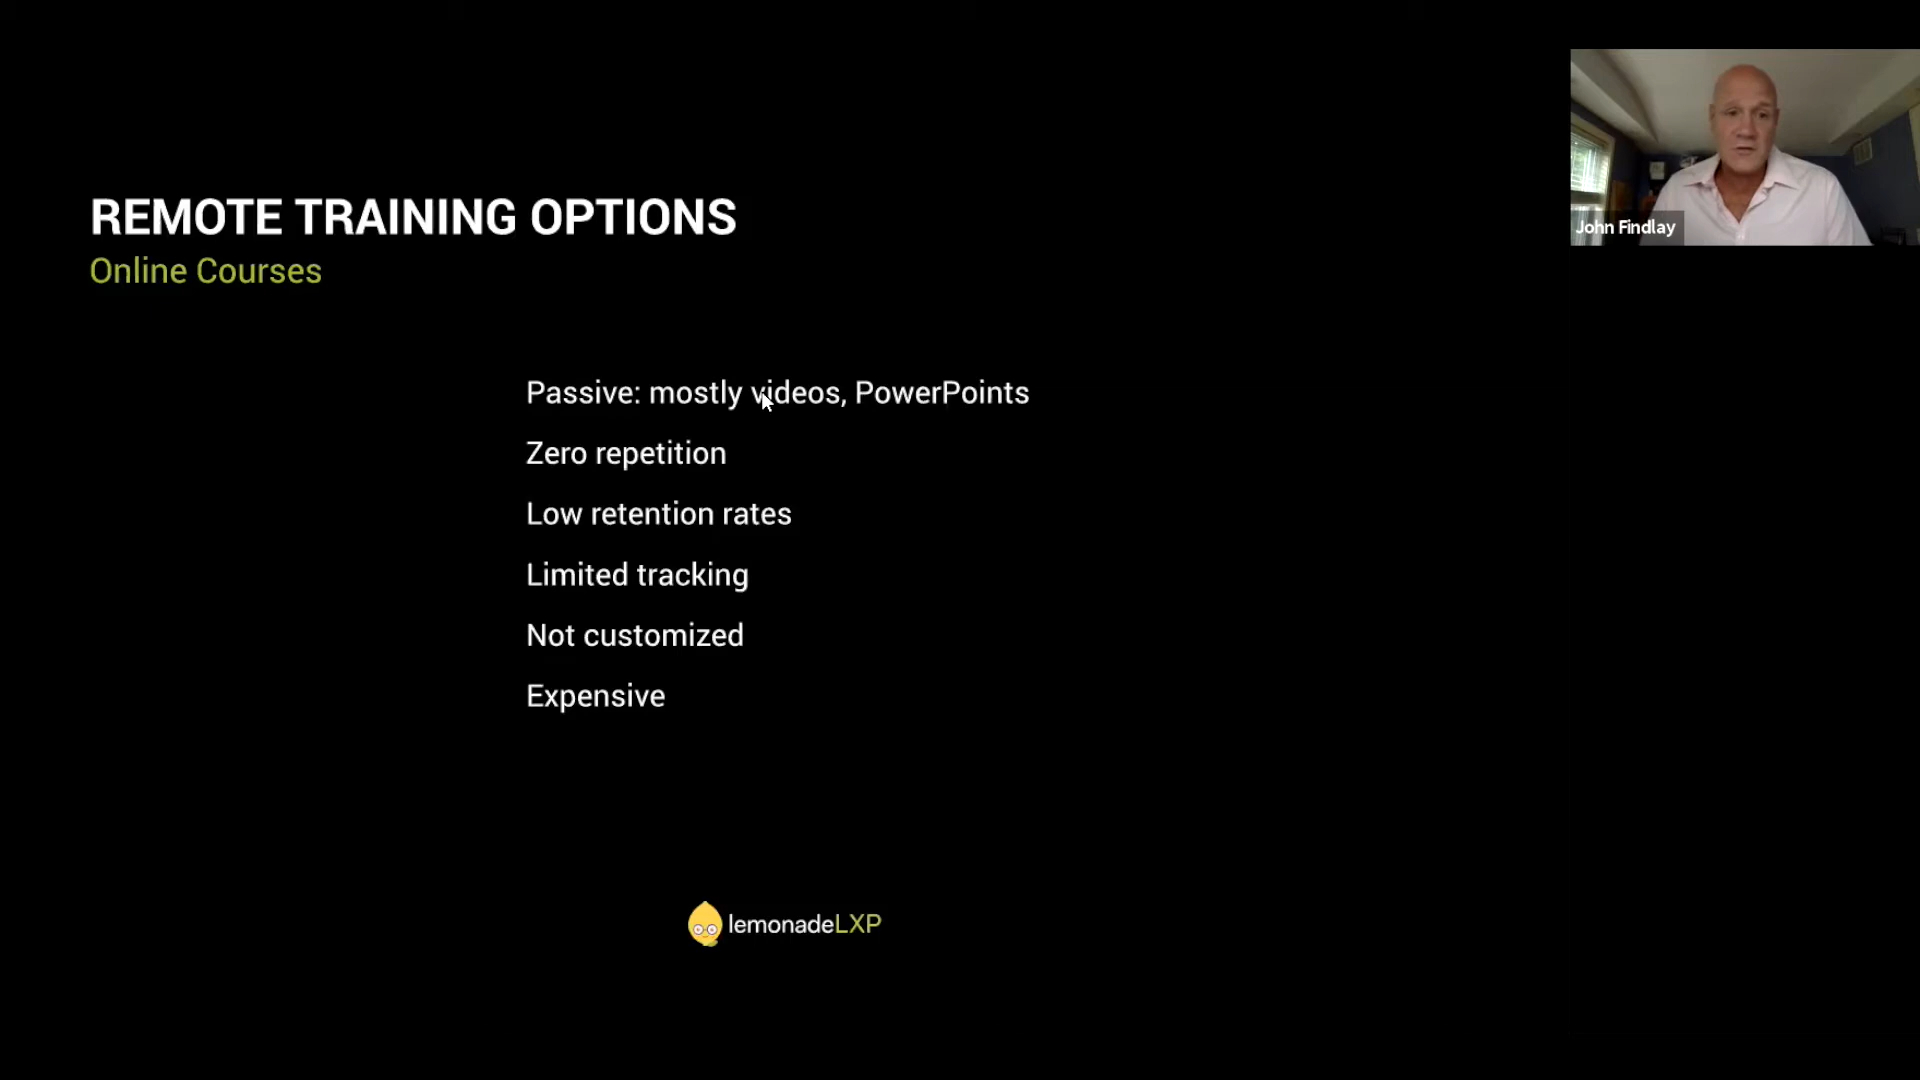 REMOTE TRAINING OPTIONS
Online Courses
John Findlay
Passive: mostly videos, PowerPoints
Zero repetition
Low retention rates
Limited tracking
Not customized
Expensive
lemonadeLXP